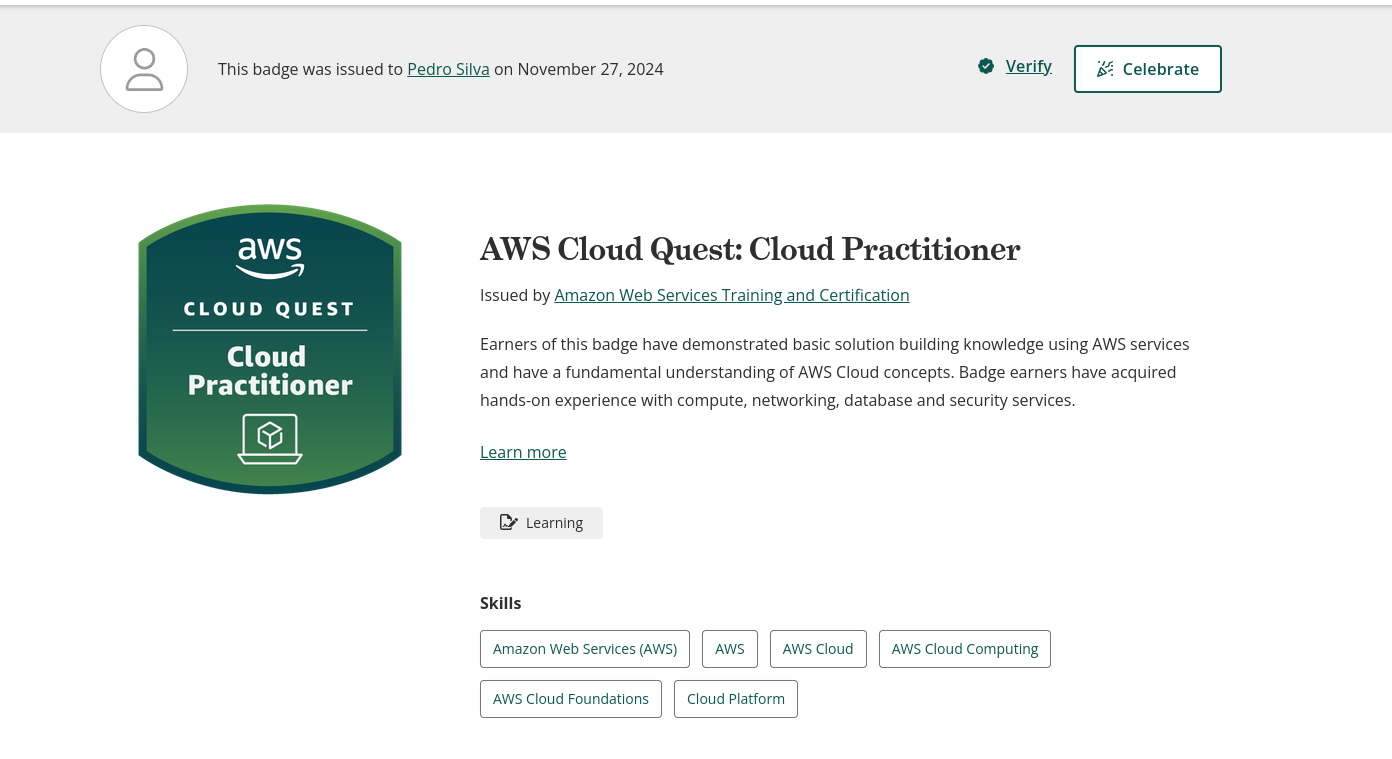 This badge was issued to Pedro Silva on November 27, 2024
Verify
Celebrate
aws
CLOUD QUEST
Cloud
Practitioner
AWS Cloud Quest: Cloud Practitioner
Issued by Amazon Web Services Training and Certification
Earners of this badge have demonstrated basic solution building knowledge using AWS services
and have a fundamental understanding of AWS Cloud concepts. Badge earners have acquired
hands-on experience with compute, networking, database and security services.
Learn more
Learning
Skills
Amazon Web Services (AWS)
AWS
AWS Cloud
AWS Cloud Computing
AWS Cloud Foundations
Cloud Platform